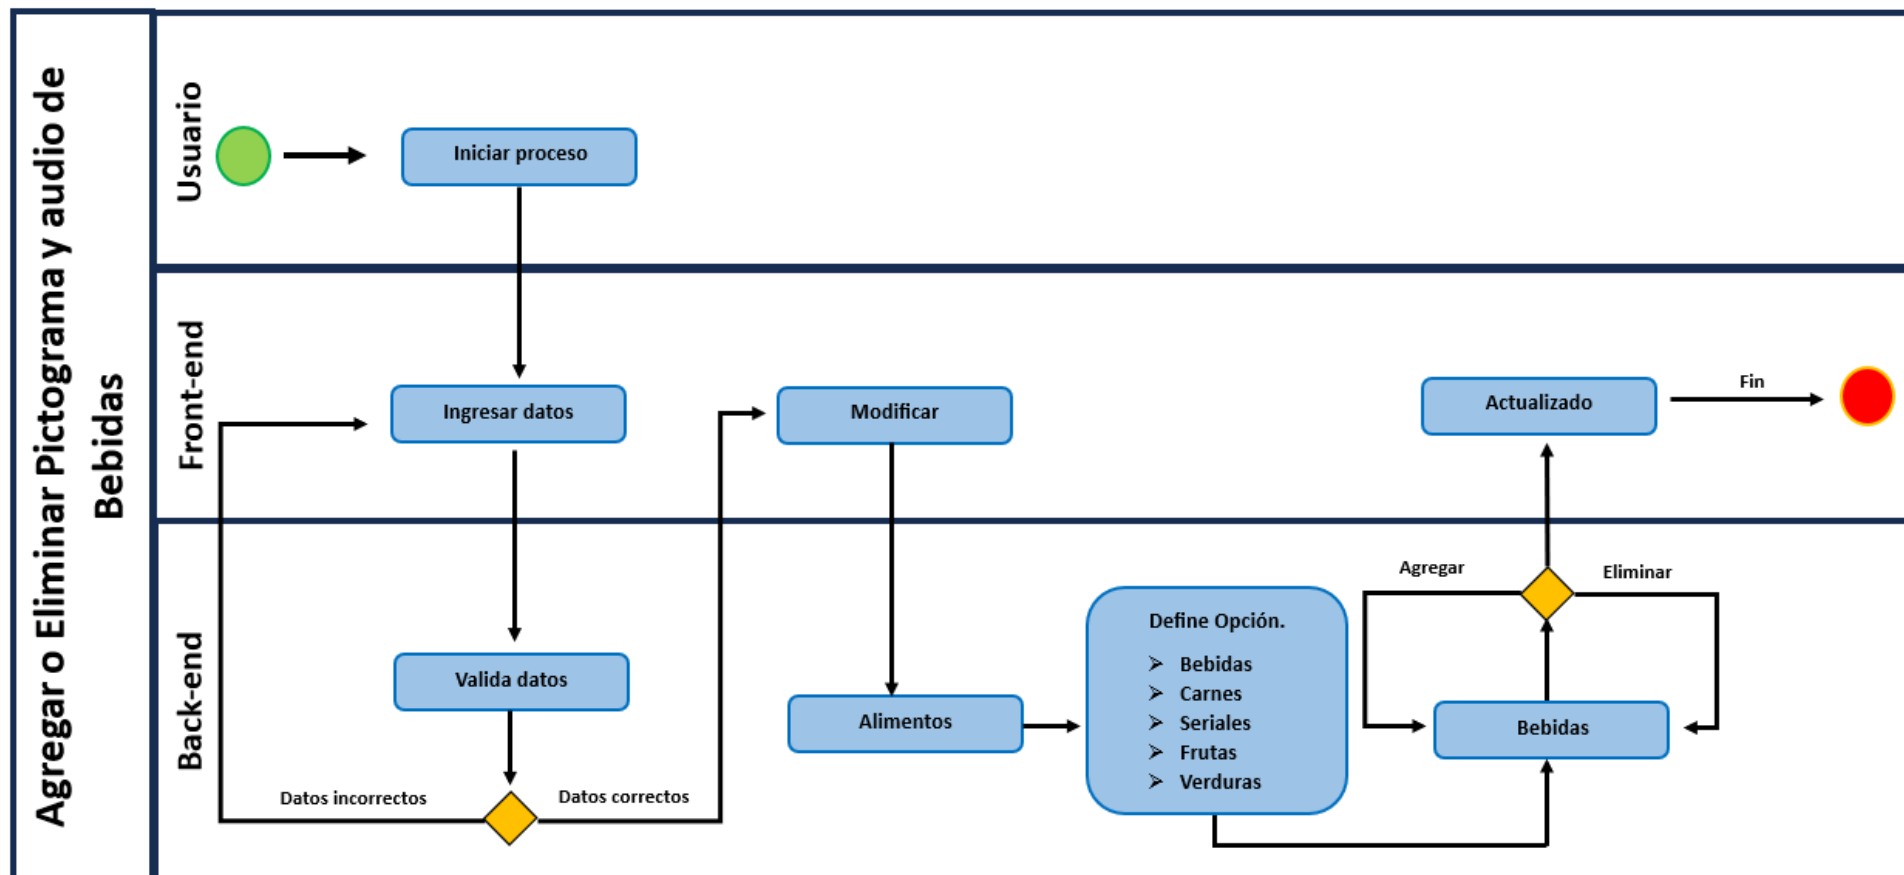 Agregar o Eliminar Pictograma y audio de
Bebidas
Usuario
Iniciar proceso
Front-end
Ingresar datos
Modificar
Actualizado
Fin
Back-end
Valida datos
Datos incorrectos
Datos correctos
Alimentos
Define Opción.
➢ Bebidas
➢ Carnes
➢ Seriales
➢ Frutas
➢ Verduras
Agregar
Eliminar
Bebidas